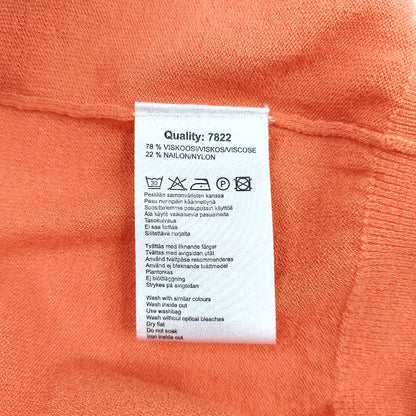 Quality: 7822
78 % VISKOOSI/VISKOS/VISCOSE
22 % NAILON/NYLON
30 P
Pestään samanväristen kanssa
Pesu nurinpäin käännettynä
Suosittelemme pesupussin käyttöä
Älä käytä valkaisevia pesuaineita
Tasokuivaus
Ei saa liottaa.
Silitettävä nurjalta
Tvättas med liknande färger
Tvättas med avigsidan utåt
Använd tvättpåse rekommenderas
Använd ej bleknande tvättmedel
Plantorkas
Ej blötläggning
Strykes på avigsidan
Wash with similar colours
Wash inside out
Use washbag
Wash without optical bleaches
Dry flat
Do not soak
Iron inside out